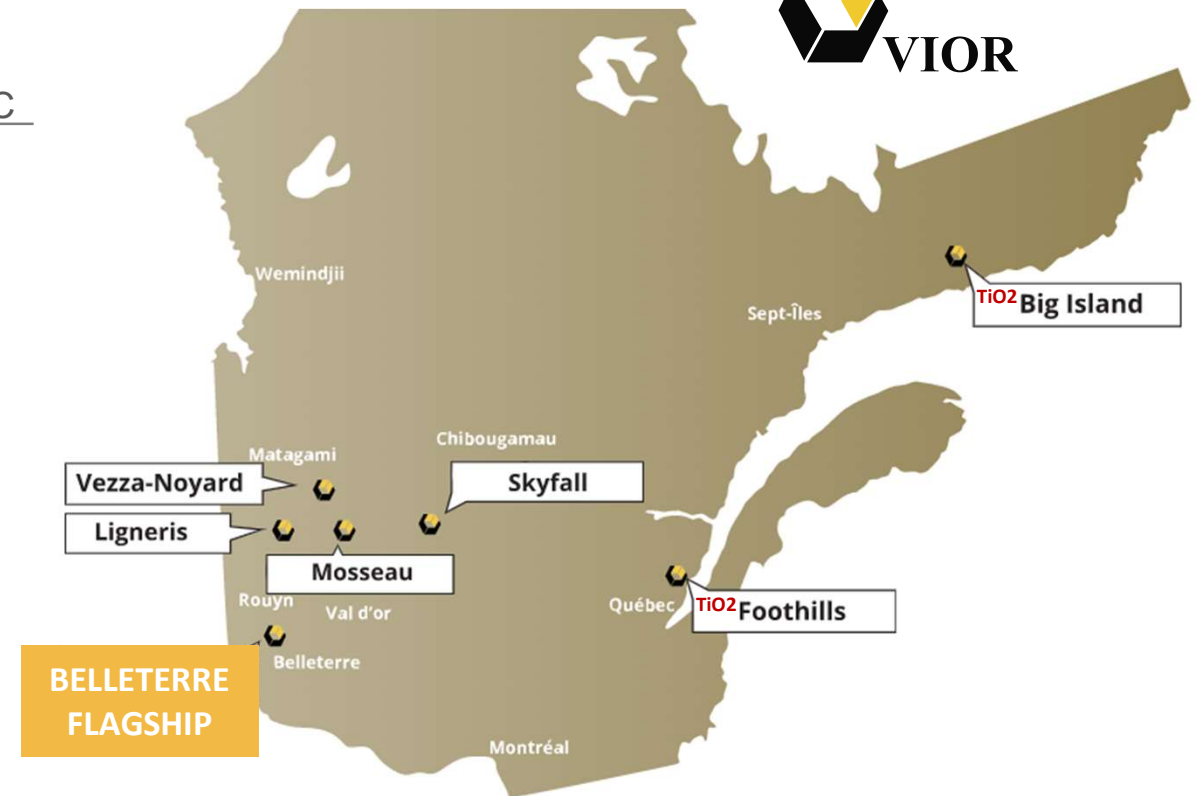 VIOR
C
Wemindjii
TiO2 Big Island
Sept-Îles
Chibougamau
Matagami
Vezza-Noyard
Skyfall
Ligneris
Mosseau
Rouyn
Val d'or
Québec
TiO2 Foothills
Belleterre
BELLETERRE
FLAGSHIP
Montréal